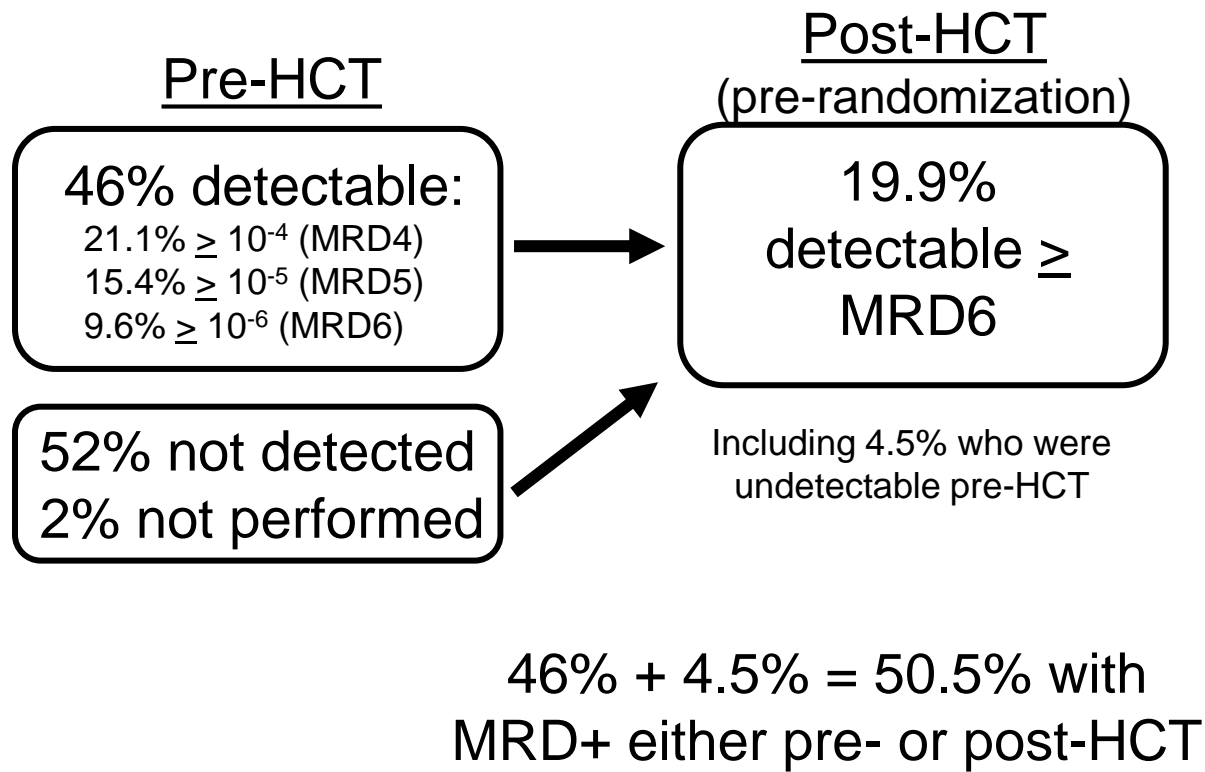 Pre-HCT
46% detectable:
21.1% ≥ 10⁻⁴ (MRD4)
15.4% ≥ 10⁻⁵ (MRD5)
9.6% ≥ 10⁻⁶ (MRD6)
52% not detected
2% not performed
Post-HCT
(pre-randomization)
19.9%
detectable ≥
MRD6
Including 4.5% who were
undetectable pre-HCT
46% + 4.5% = 50.5% with
MRD+ either pre- or post-HCT